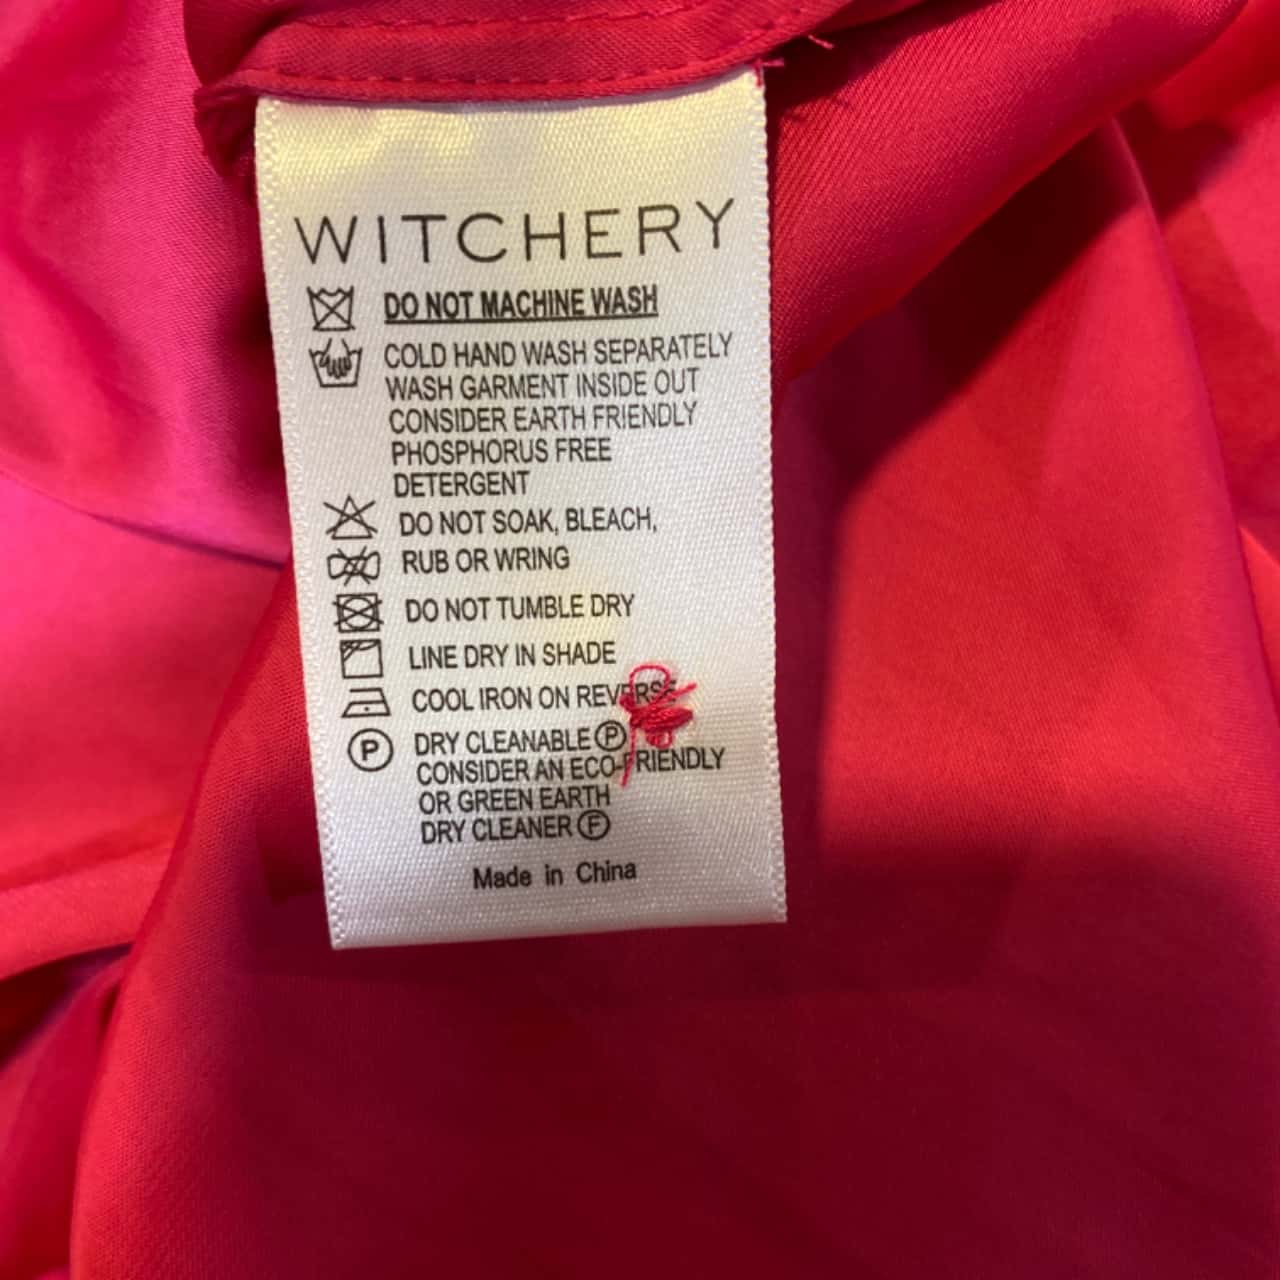 WITCHERY
DO NOT MACHINE WASH
COLD HAND WASH SEPARATELY
WASH GARMENT INSIDE OUT
CONSIDER EARTH FRIENDLY
PHOSPHORUS FREE
DETERGENT
DO NOT SOAK, BLEACH,
RUB OR WRING
DO NOT TUMBLE DRY
LINE DRY IN SHADE
COOL IRON ON REVERSE
P DRY CLEANABLE P
CONSIDER AN ECO-FRIENDLY
OR GREEN EARTH
DRY CLEANER F
Made in China